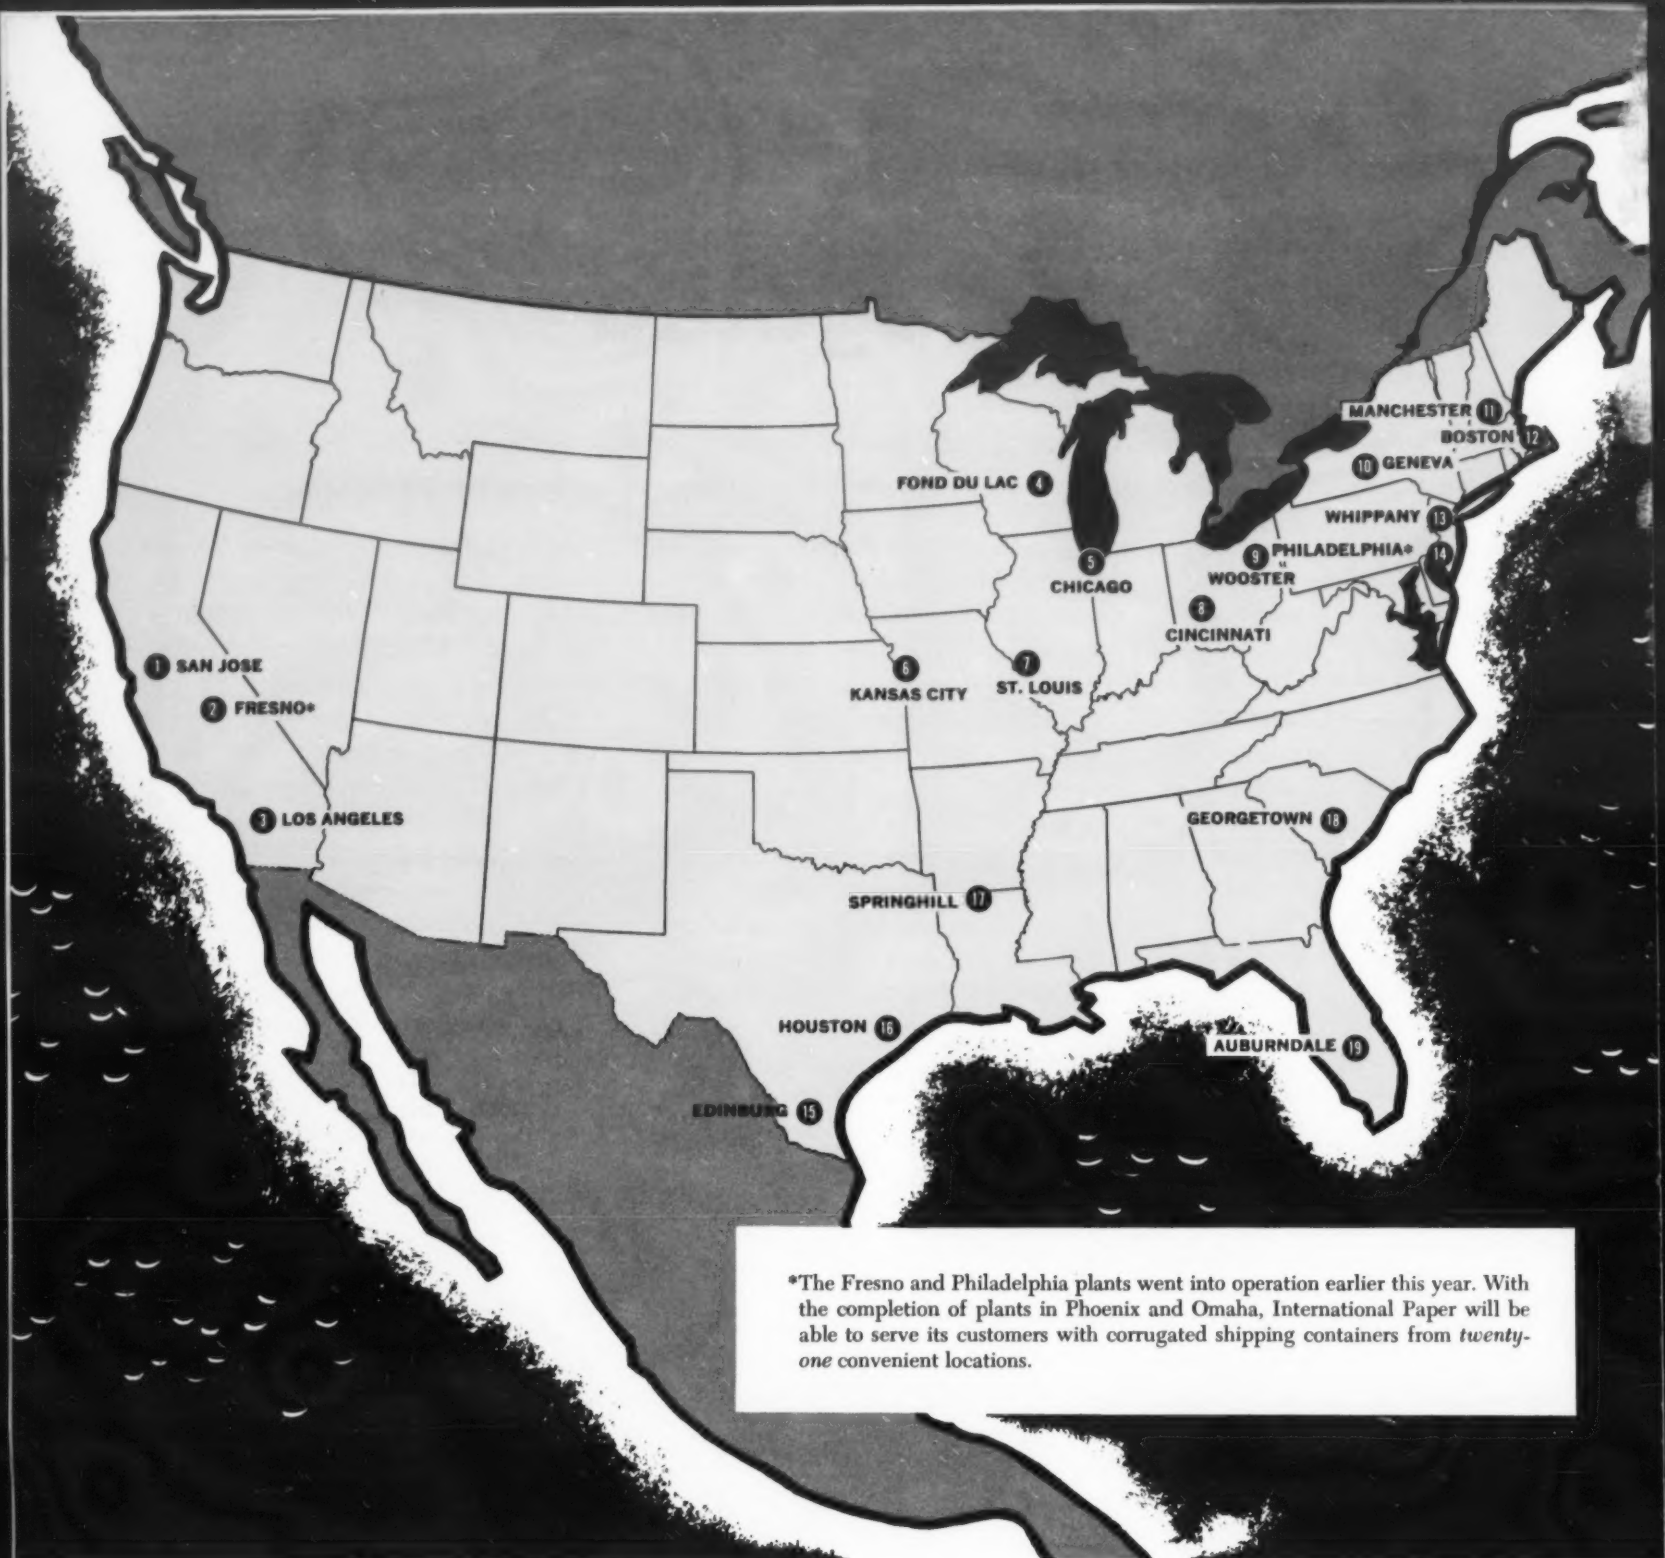 MANCHESTER 11
BOSTON 12
10 GENEVA
FOND DU LAC 4
WHIPPANY 13
9 PHILADELPHIA* 14
WOOSTER
5
CHICAGO
8
CINCINNATI
1 SAN JOSE
6
KANSAS CITY
7
ST. LOUIS
2 FRESNO*
3 LOS ANGELES
GEORGETOWN 18
SPRINGHILL 17
HOUSTON 16
AUBURNDALE 19
EDINBURG 15
*The Fresno and Philadelphia plants went into operation earlier this year. With
the completion of plants in Phoenix and Omaha, International Paper will be
able to serve its customers with corrugated shipping containers from twenty-
one convenient locations.